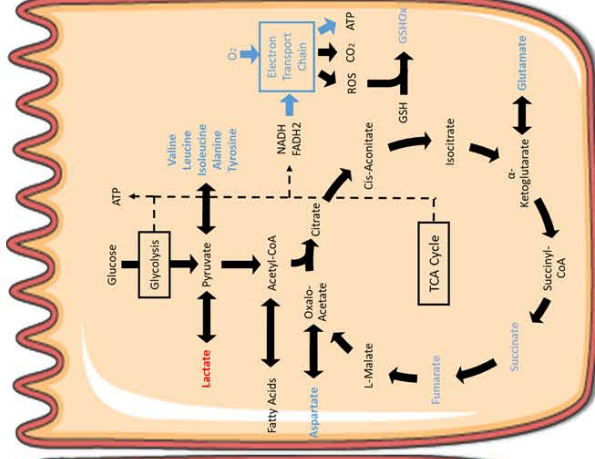 Glucose
ATP
Glycolysis
Valine
Leucine
Isoleucine
Alanine
Tyrosine
Lactate
Pyruvate
NADH
FADH2
O₂
Electron
Transport
Chain
ATP
CO₂
ROS
GSH
GSHOx
Fatty Acids
Acetyl-CoA
Aspartate
Oxalo-
Acetate
Citrate
Cis-Aconitate
Isocitrate
α-
Ketoglutarate
Glutamate
Succinyl-
CoA
Succinate
Fumarate
L-Malate
TCA Cycle